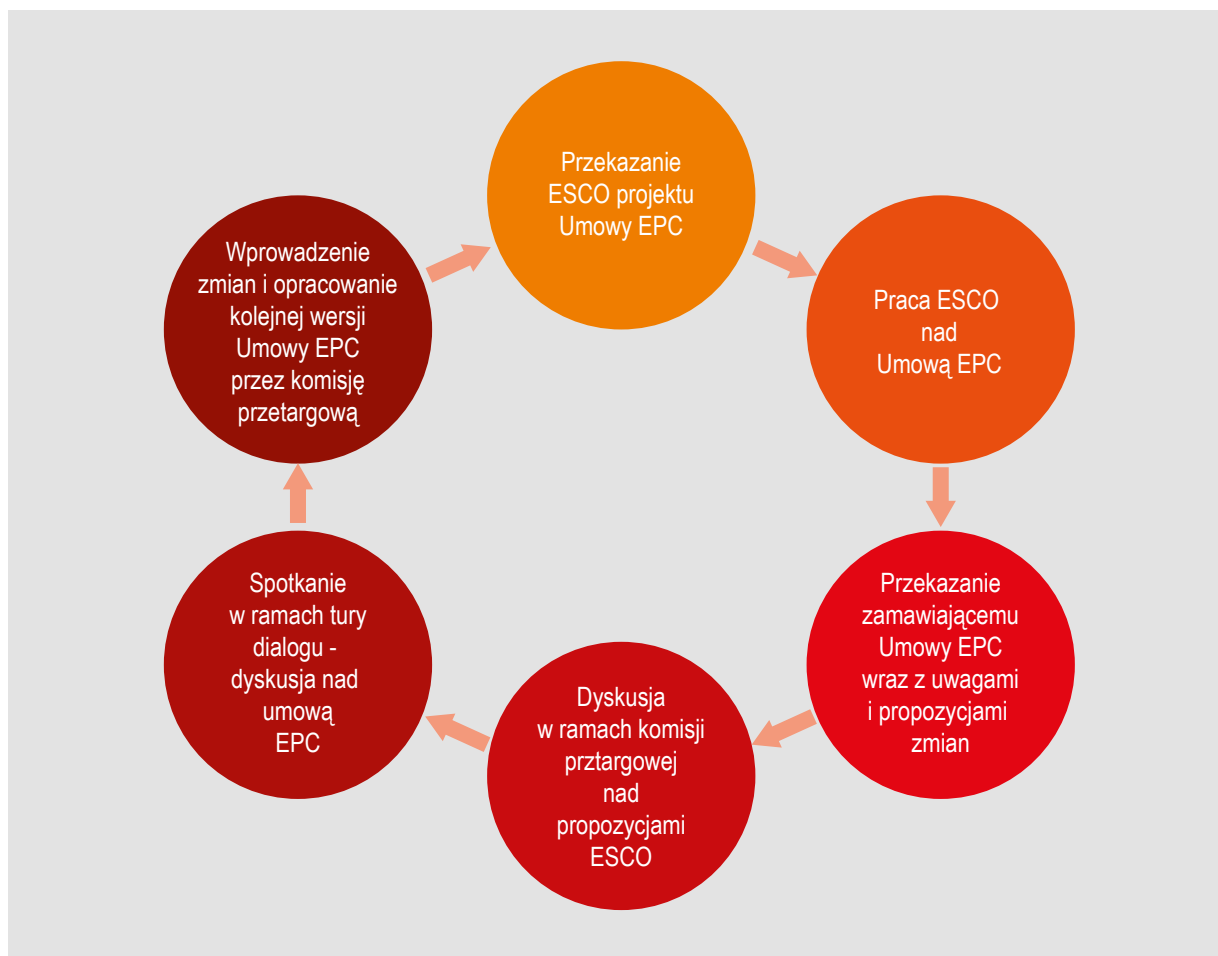 Przekazanie
ESCO projektu
Umowy EPC
Praca ESCO
nad
Umową EPC
Przekazanie
zamawiającemu
Umowy EPC
wraz z uwagami
i propozycjami
zmian
Dyskusja
w ramach komisji
prztargowej
nad
propozycjami
ESCO
Spotkanie
w ramach tury
dialogu -
dyskusja nad
umową
EPC
Wprowadzenie
zmian i opracowanie
kolejnej wersji
Umowy EPC
przez komisję
przetargową